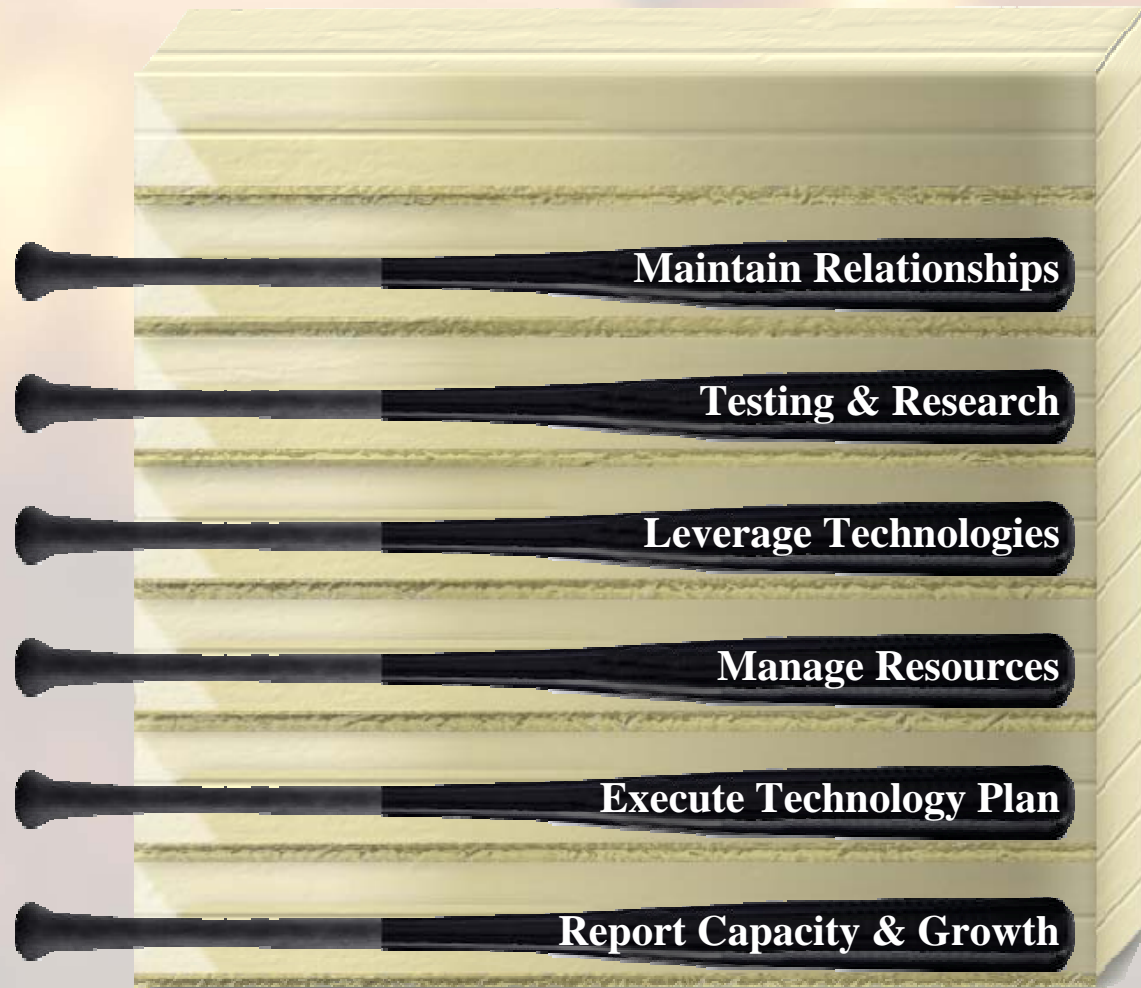 Maintain Relationships
Testing & Research
Leverage Technologies
Manage Resources
Execute Technology Plan
Report Capacity & Growth